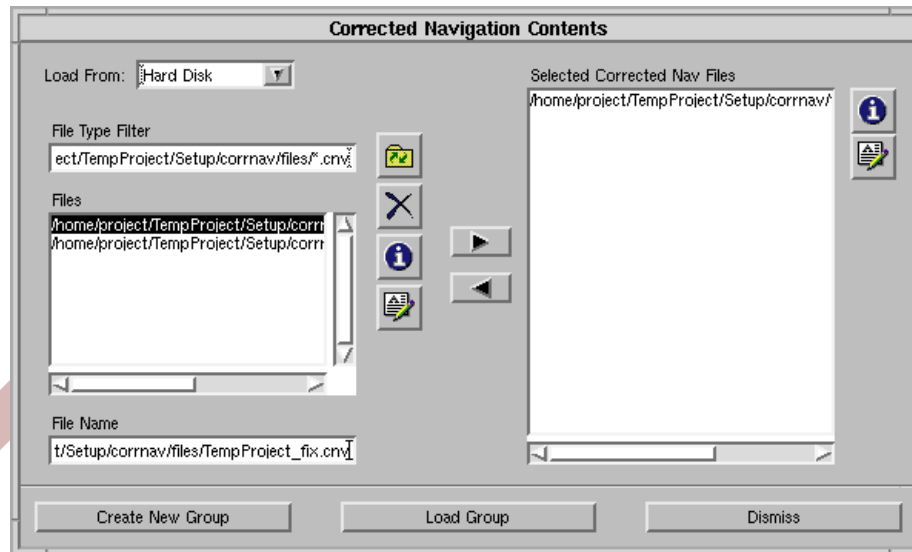 Corrected Navigation Contents
Load From: Hard Disk
Selected Corrected Nav Files
/home/project/TempProject/Setup/corrnav/
File Type Filter
ect/TempProject/Setup/corrnav/files/*.cnv
Files
/home/project/TempProject/Setup/corrr
/home/project/TempProject/Setup/corrr
File Name
t/Setup/corrnav/files/TempProject_fix.cnv
Create New Group
Load Group
Dismiss